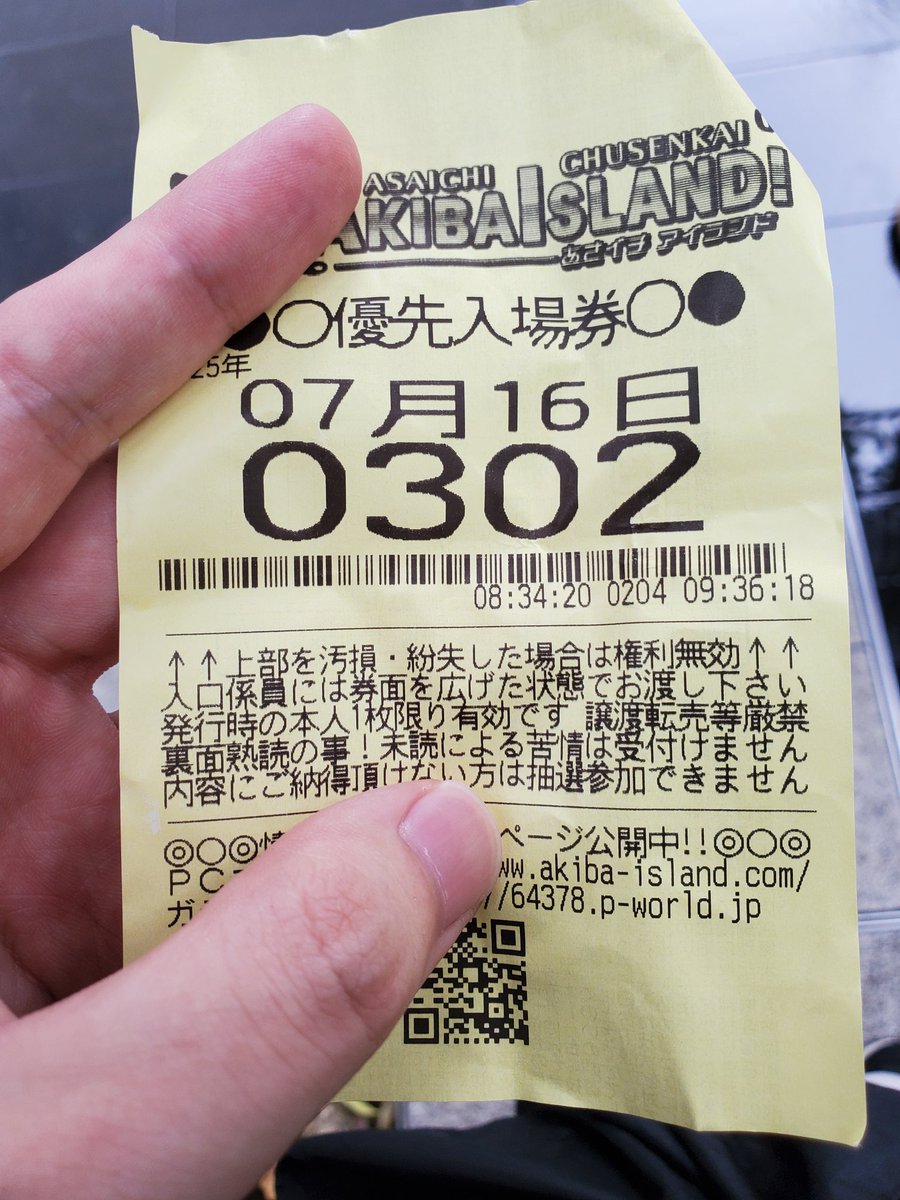 ASAICHI CHUSENKAI
AKIBA ISLAND!
あさイチ アイランド
●○優先入場券○●
25年
07月16日
0302
08:34:20 0204 09:36:18
↑↑上部を汚損・紛失した場合は権利無効↑↑
入口係員には券面を広げた状態でお渡し下さい
発行時の本人1枚限り有効です 譲渡転売等厳禁
裏面熟読の事!未読による苦情は受付けません
内容にご納得頂けない方は抽選参加できません
◎○◎ ページ公開中!!◎○◎
PC ww.akiba-island.com/
ガ /64378.p-world.jp